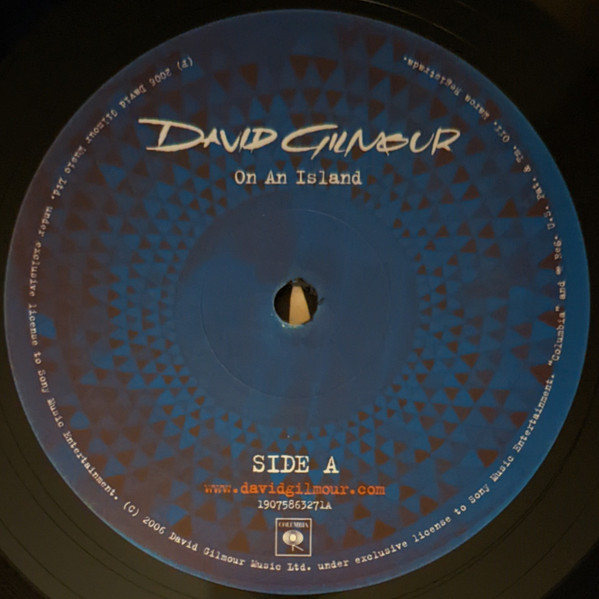 DAVID GILMOUR
On An Island
SIDE A
www.davidgilmour.com
19075863271A
COLUMBIA
(P) 2006 David Gilmour Music Ltd. under exclusive license to Sony Music Entertainment. (C) 2006 David Gilmour Music Ltd. under exclusive license to Sony Music Entertainment. "Columbia" and Reg. U.S. Pat. & Tm. Off. Marca Registrada.